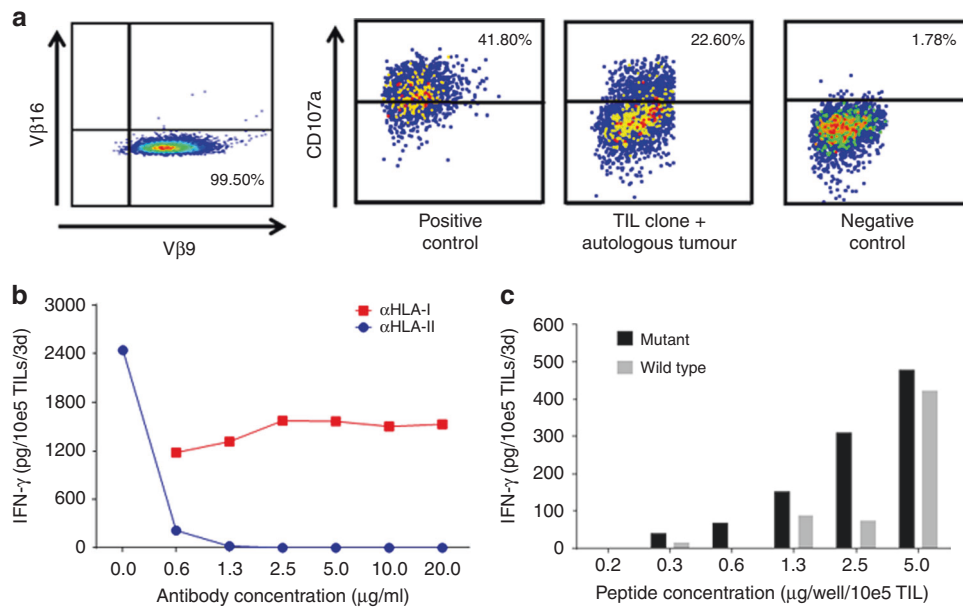 a
Vβ16
99.50%
Vβ9
CD107a
41.80%
22.60%
1.78%
Positive
control
TIL clone +
autologous tumour
Negative
control
b
IFN-γ (pg/10e5 TILs/3d)
3000
2400
1800
1200
600
0
αHLA-I
αHLA-II
0.0 0.6 1.3 2.5 5.0 10.0 20.0
Antibody concentration (μg/ml)
c
IFN-γ (pg/10e5 TILs/3d)
600
500
400
300
200
100
0
Mutant
Wild type
0.2 0.3 0.6 1.3 2.5 5.0
Peptide concentration (μg/well/10e5 TIL)